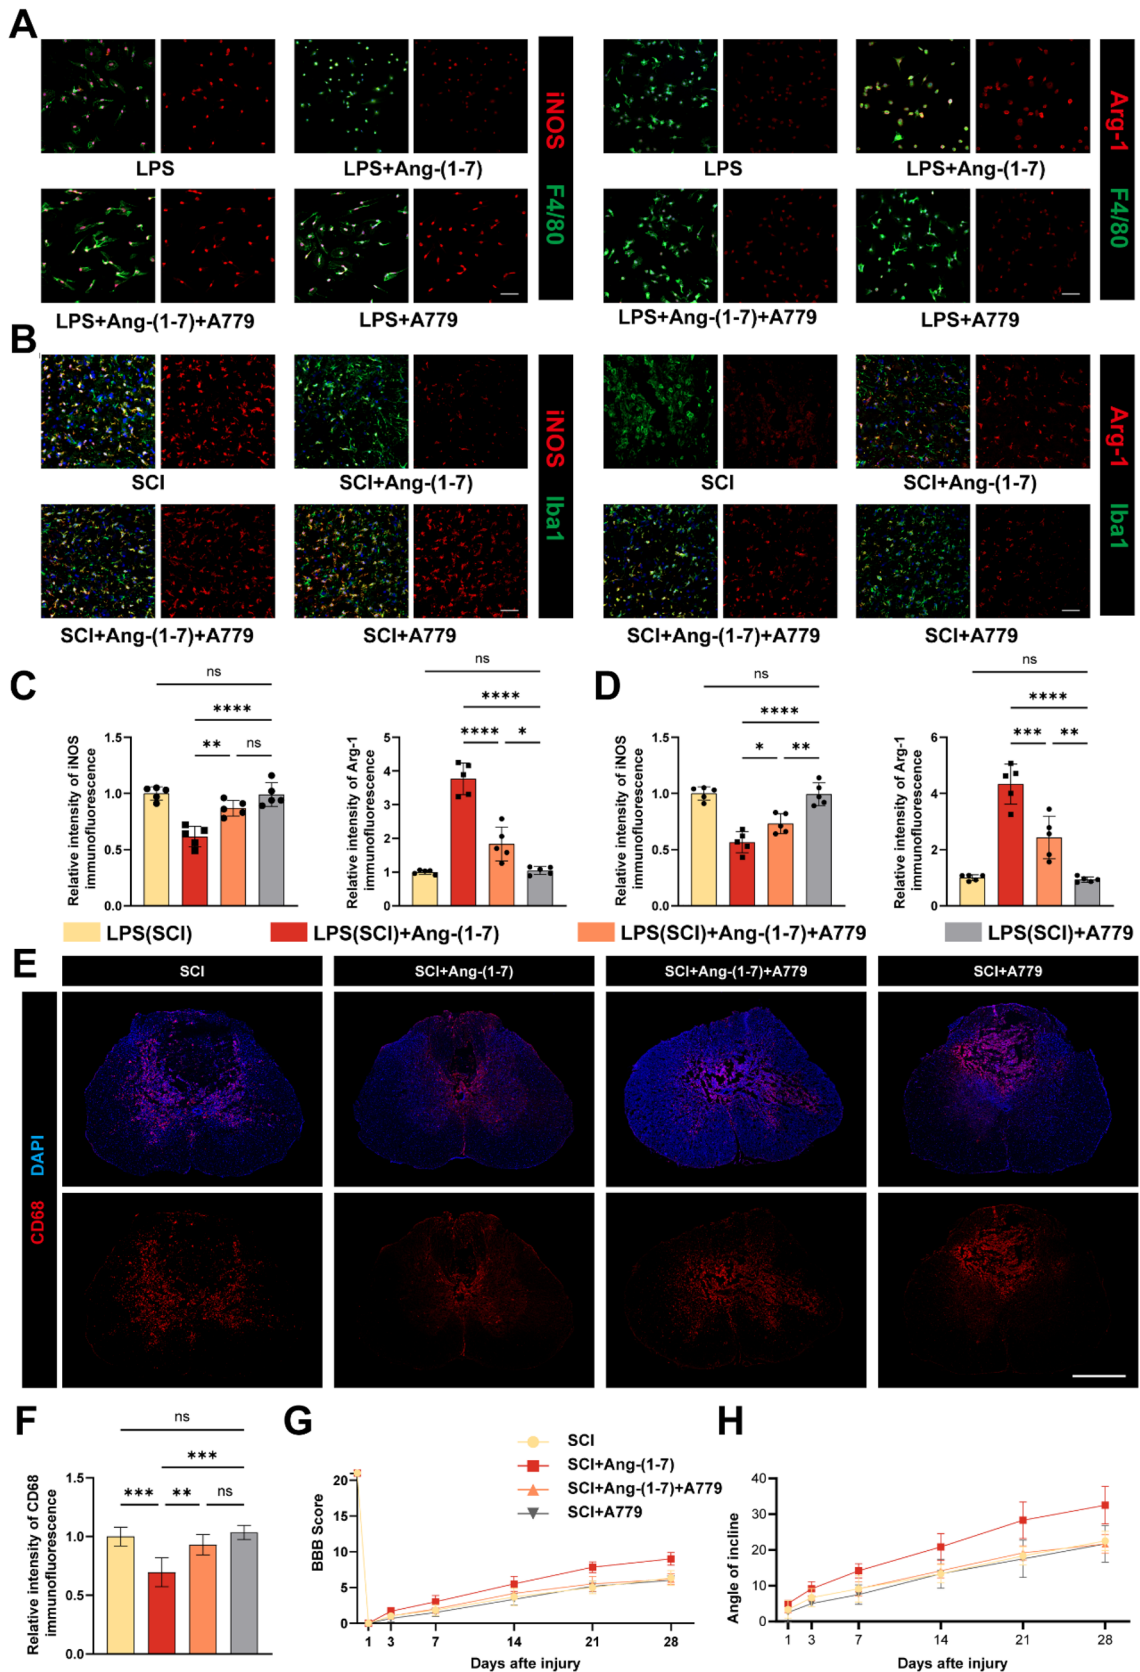 A
LPS
LPS+Ang-(1-7)
iNOS F4/80
LPS
LPS+Ang-(1-7)
Arg-1 F4/80
LPS+Ang-(1-7)+A779
LPS+A779
LPS+Ang-(1-7)+A779
LPS+A779
B
SCI
SCI+Ang-(1-7)
iNOS Iba1
SCI
SCI+Ang-(1-7)
Arg-1 Iba1
SCI+Ang-(1-7)+A779
SCI+A779
SCI+Ang-(1-7)+A779
SCI+A779
C
Relative intensity of iNOS
immunofluorescence
1.5
1.0
0.5
0.0
ns
****
** ns
Relative intensity of Arg-1
immunofluorescence
5
4
3
2
1
0
ns
****
**** *
D
Relative intensity of iNOS
immunofluorescence
1.5
1.0
0.5
0.0
ns
****
* **
Relative intensity of Arg-1
immunofluorescence
6
4
2
0
ns
****
*** **
LPS(SCI) LPS(SCI)+Ang-(1-7) LPS(SCI)+Ang-(1-7)+A779 LPS(SCI)+A779
E
SCI SCI+Ang-(1-7) SCI+Ang-(1-7)+A779 SCI+A779
CD68 DAPI
F
Relative intensity of CD68
immunofluorescence
1.5
1.0
0.5
0.0
ns
***
*** ** ns
G
SCI
SCI+Ang-(1-7)
SCI+Ang-(1-7)+A779
SCI+A779
BBB Score
20
15
10
5
0
1 3 7 14 21 28
Days afte injury
H
Angle of incline
40
30
20
10
0
1 3 7 14 21 28
Days after injury